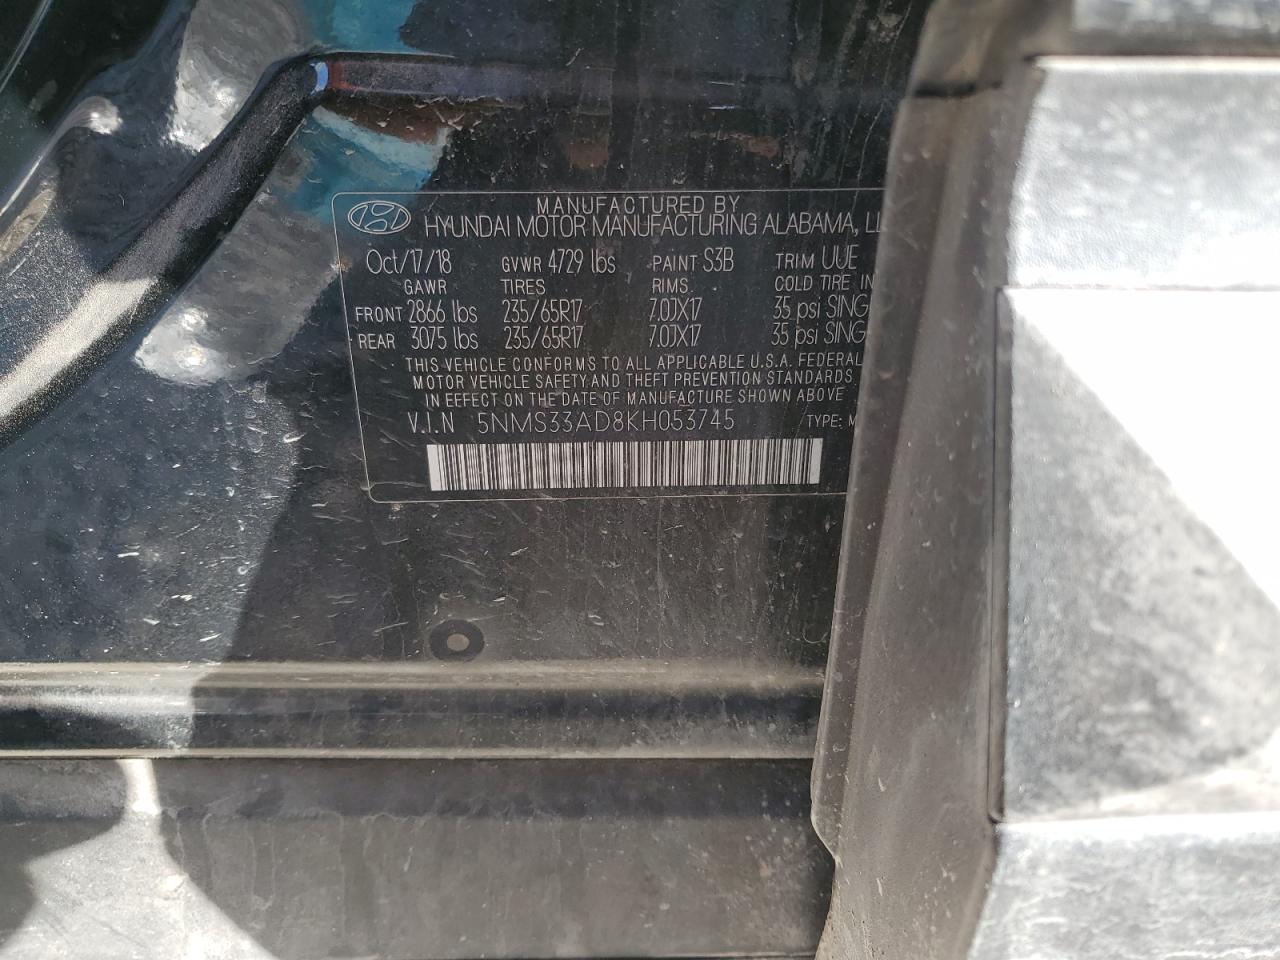 MANUFACTURED BY
HYUNDAI MOTOR MANUFACTURING ALABAMA,
Oct/17/18 GVWR 4729 lbs PAINT S3B TRIM UUE
GAWR TIRES RIMS. COLD TIRE IN
FRONT 2866 lbs 235/65R17 7.0JX17 35 psi SING
REAR 3075 lbs 235/65R17 7.0JX17 35 psi SING
THIS VEHICLE CONFORMS TO ALL APPLICABLE U.S.A. FEDERAL
MOTOR VEHICLE SAFETY AND THEFT PREVENTION STANDARDS
IN EFFECT ON THE DATE OF MANUFACTURE SHOWN ABOVE
V.I.N 5NMS33AD8KH053745 TYPE: